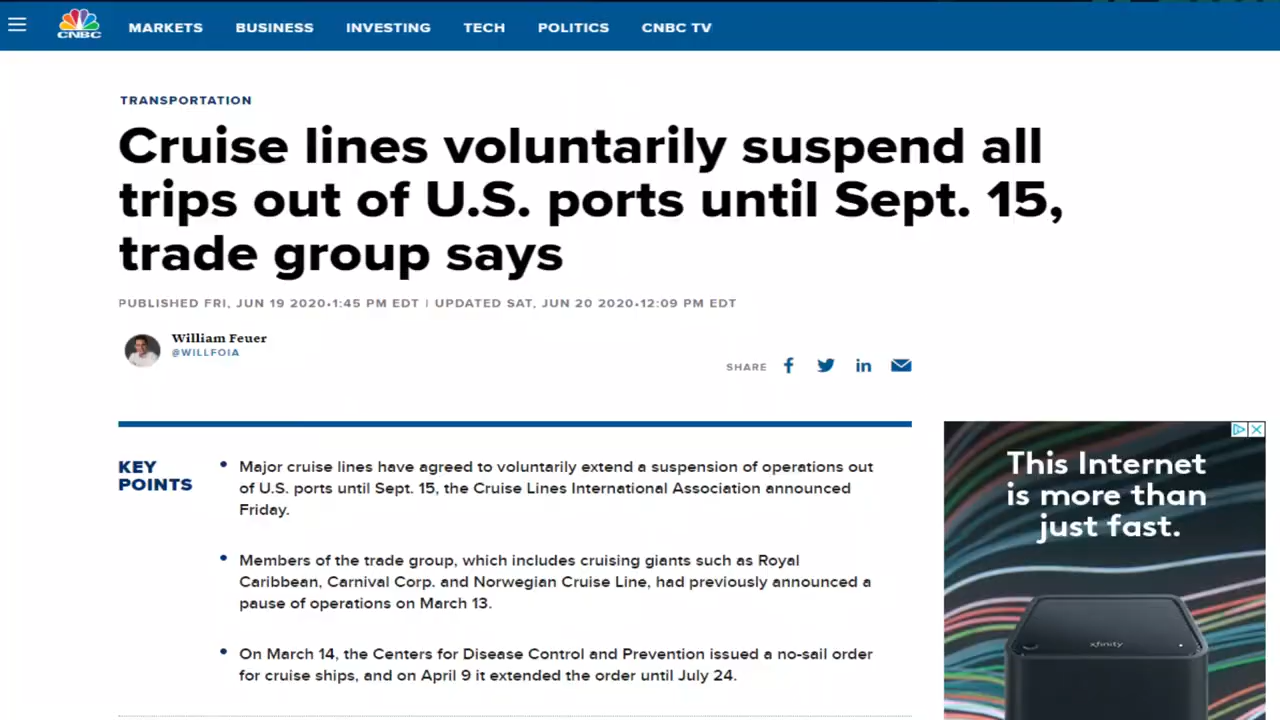 CNBC
MARKETS
BUSINESS
INVESTING
TECH
POLITICS
CNBC TV
TRANSPORTATION
Cruise lines voluntarily suspend all
trips out of U.S. ports until Sept. 15,
trade group says
PUBLISHED FRI, JUN 19 2020•1:45 PM EDT | UPDATED SAT, JUN 20 2020•12:09 PM EDT
William Feuer
@WILLFOIA
SHARE
KEY
POINTS
• Major cruise lines have agreed to voluntarily extend a suspension of operations out
of U.S. ports until Sept. 15, the Cruise Lines International Association announced
Friday.
• Members of the trade group, which includes cruising giants such as Royal
Caribbean, Carnival Corp. and Norwegian Cruise Line, had previously announced a
pause of operations on March 13.
• On March 14, the Centers for Disease Control and Prevention issued a no-sail order
for cruise ships, and on April 9 it extended the order until July 24.
This Internet
is more than
just fast.
xfinity